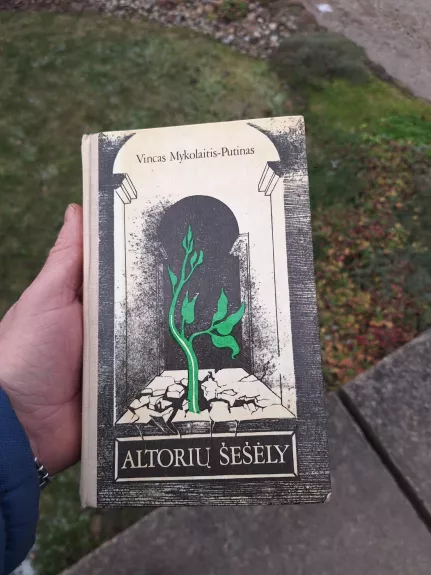 Vincas Mykolaitis-Putinas
ALTORIŲ ŠEŠĖLY